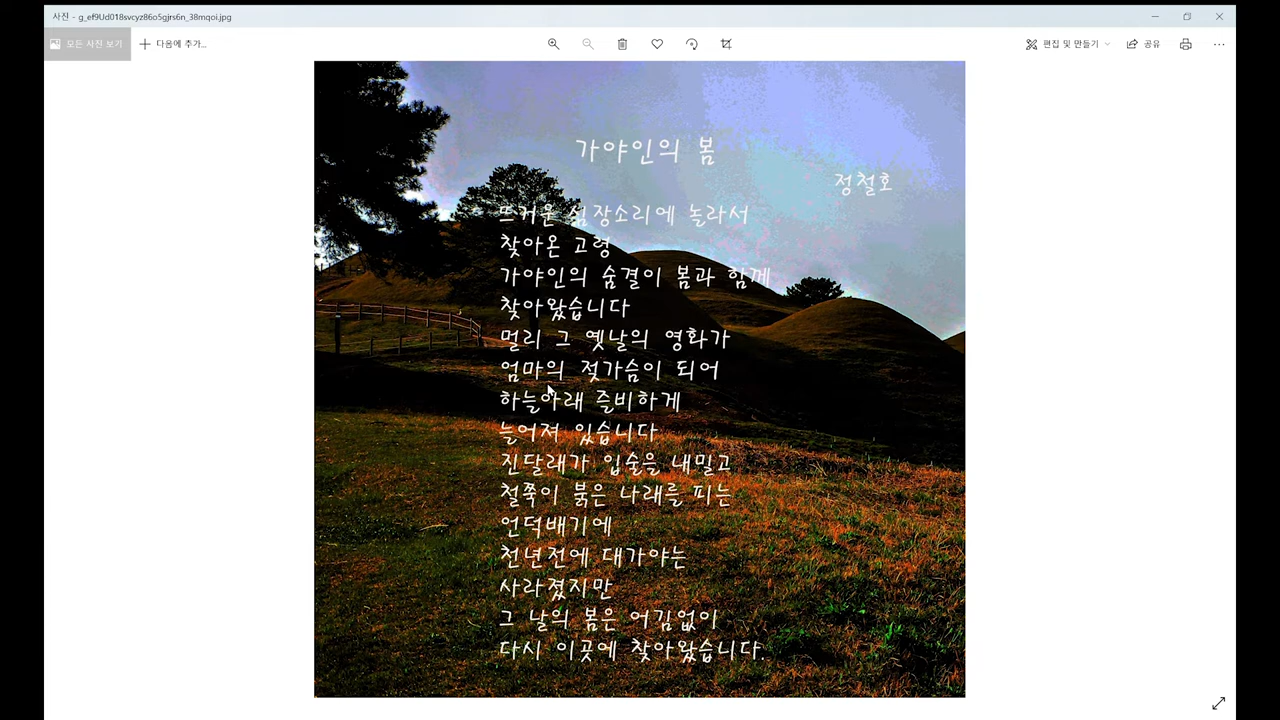 사진 - g_ef9Ud018svcyz86o5gjrs6n_38mqoi.jpg
모든 사진 보기 다음에 추가... 편집 및 만들기 공유
가야인의 봄
정철호
뜨거운 심장소리에 놀라서
찾아온 고령
가야인의 숨결이 봄과 함께
찾아왔습니다
멀리 그 옛날의 영화가
엄마의 젖가슴이 되어
하늘아래 즐비하게
늘어져 있습니다
진달래가 입술을 내밀고
철쭉이 붉은 나래를 피는
언덕배기에
천년전에 대가야는
사라졌지만
그 날의 봄은 어김없이
다시 이곳에 찾아왔습니다.